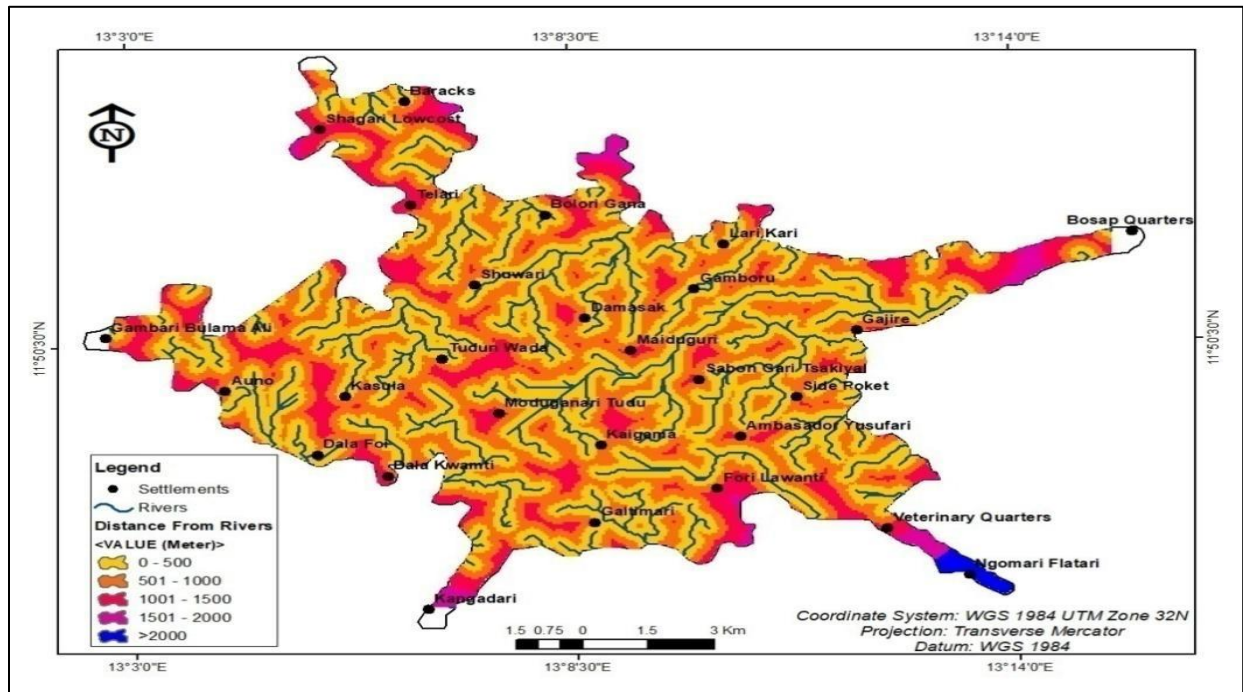 13°3'0"E 13°8'30"E 13°14'0"E
N
Baracks
Shagari Lowcost
Telari
Bolori Gana
Bosap Quarters
Lari Kari
Showari
Gamboru
Damasak
Gajire
Gambari Bulama Ali
11°50'30"N
11°50'30"N
Maiduguri
Tudun Wada
Sabon Gari Tsakiyal
Auno
Kasula
Side Roket
Moduganari Tudu
Ambasador Yusufari
Kaigama
Dala Fol
Dala Kwamti
Fori Lawanti
Galtimari
Veterinary Quarters
Ngomari Flatari
Kangadari
Legend
Settlements
Rivers
Distance From Rivers
<VALUE (Meter)>
0 - 500
501 - 1000
1001 - 1500
1501 - 2000
>2000
1.5 0.75 0 1.5 3 Km
Coordinate System: WGS 1984 UTM Zone 32N
Projection: Transverse Mercator
Datum: WGS 1984
13°3'0"E 13°8'30"E 13°14'0"E